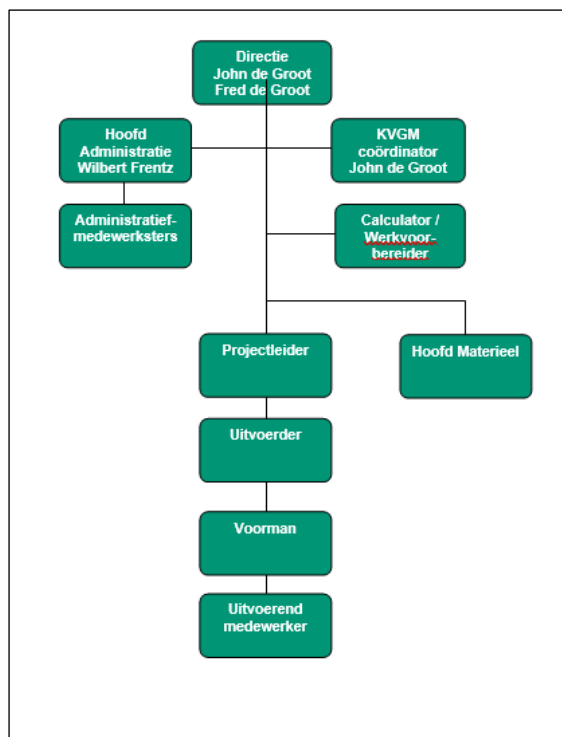 Directie
John de Groot
Fred de Groot
Hoofd
Administratie
Wilbert Frentz
KVGM
coördinator
John de Groot
Administratief-
medewerksters
Calculator /
Werkvoor-
bereider
Projectleider
Hoofd Materieel
Uitvoerder
Voorman
Uitvoerend
medewerker